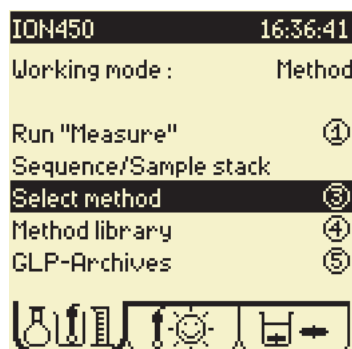 ION450 16:36:41
Working mode : Method
Run "Measure" ①
Sequence/Sample stack
Select method ③
Method library ④
GLP-Archives ⑤